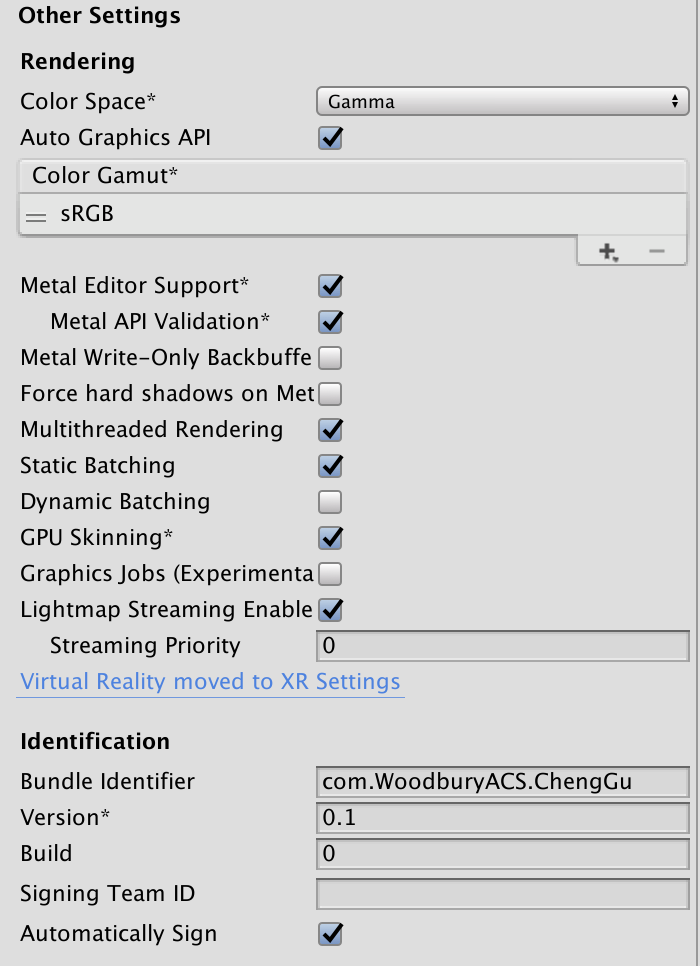 Other Settings
Rendering
Color Space* Gamma
Auto Graphics API
Color Gamut*
sRGB
Metal Editor Support*
Metal API Validation*
Metal Write-Only Backbuffe
Force hard shadows on Met
Multithreaded Rendering
Static Batching
Dynamic Batching
GPU Skinning*
Graphics Jobs (Experimenta
Lightmap Streaming Enable
Streaming Priority 0
Virtual Reality moved to XR Settings
Identification
Bundle Identifier com.WoodburyACS.ChengGu
Version* 0.1
Build 0
Signing Team ID
Automatically Sign